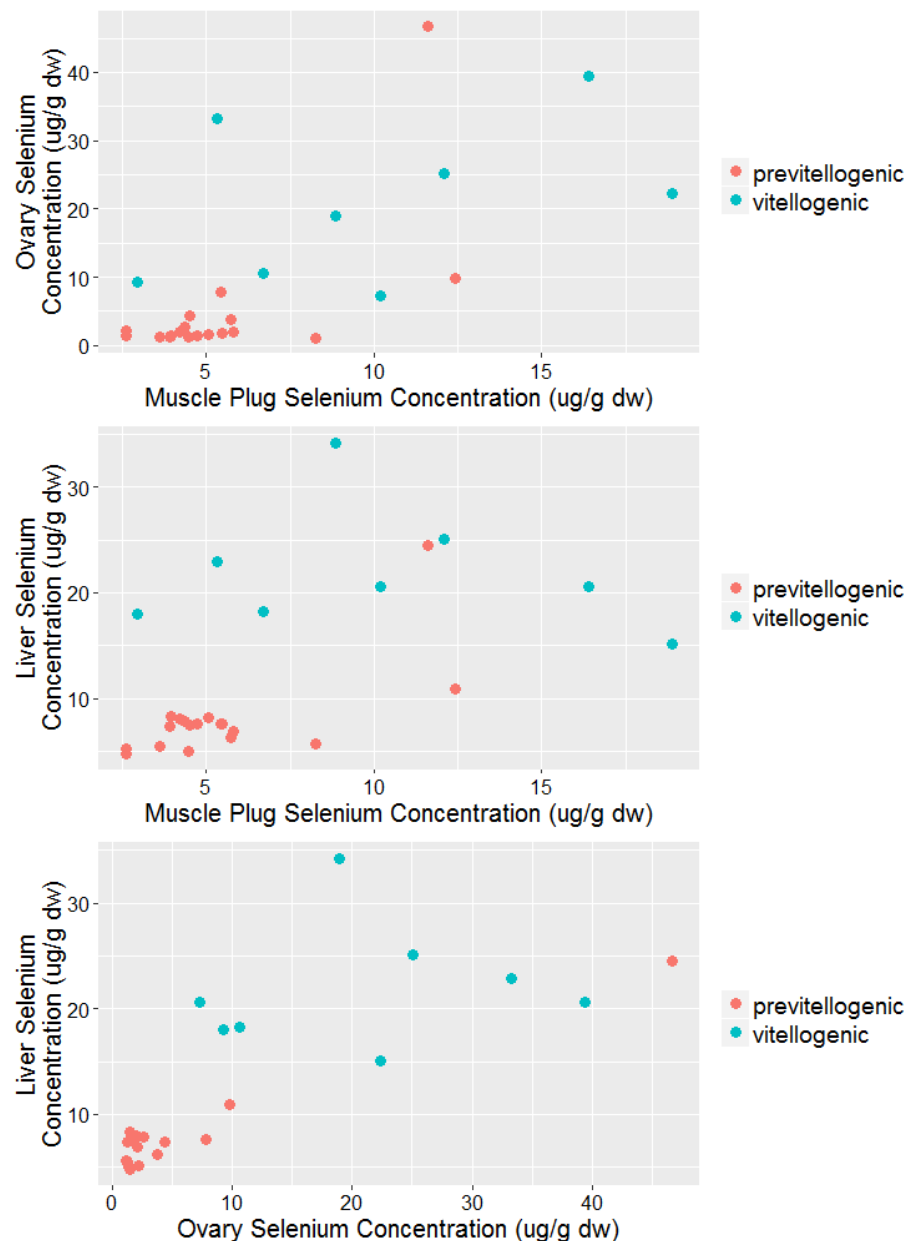 Ovary Selenium
Concentration (ug/g dw)
40
30
20
10
0
5
10
15
Muscle Plug Selenium Concentration (ug/g dw)
previtellogenic
vitellogenic
Liver Selenium
Concentration (ug/g dw)
30
20
10
5
10
15
Muscle Plug Selenium Concentration (ug/g dw)
previtellogenic
vitellogenic
Liver Selenium
Concentration (ug/g dw)
30
20
10
0
10
20
30
40
Ovary Selenium Concentration (ug/g dw)
previtellogenic
vitellogenic